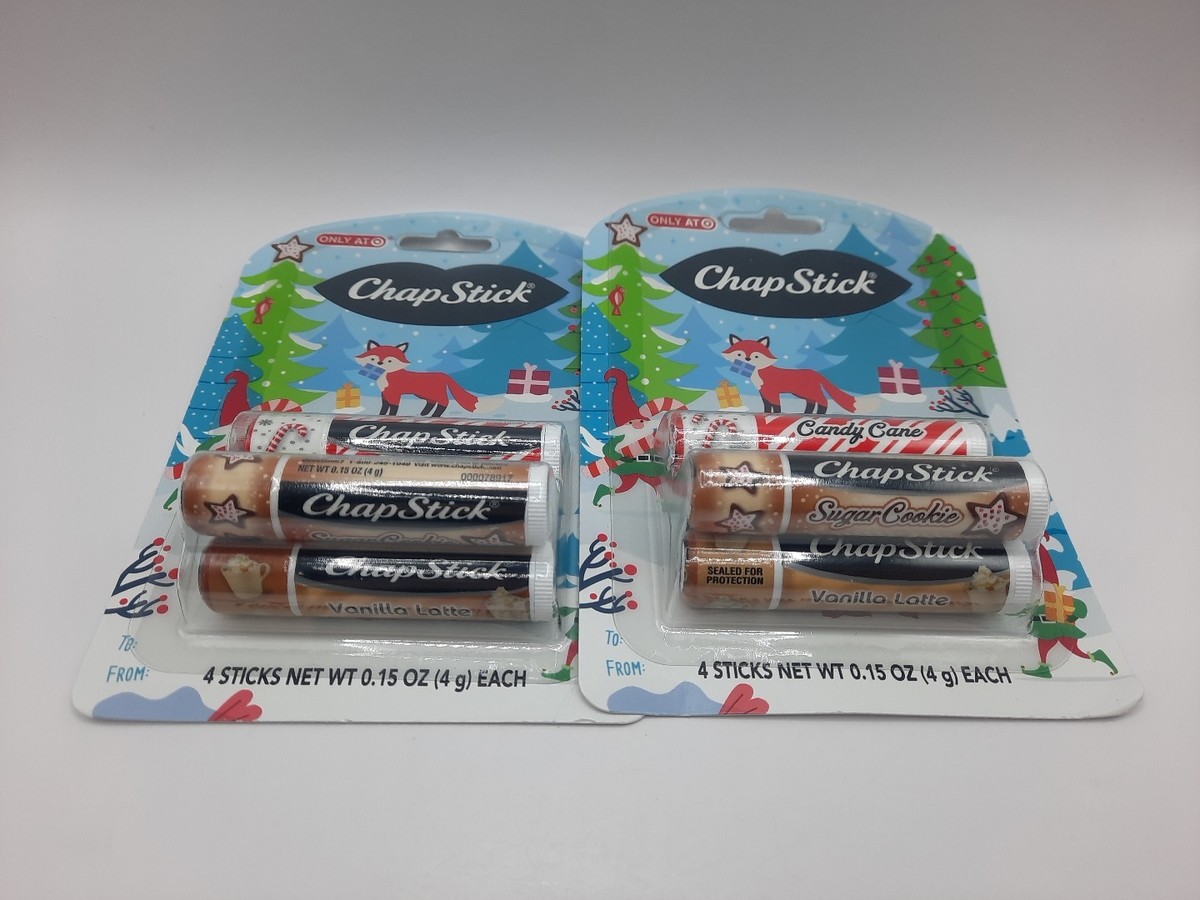 ONLY AT
ChapStick®
ChapStick
NET WT 0.15 OZ (4 g)
ChapStick®
Sugar Cookie
ChapStick
Vanilla Latte
TO:
FROM:
4 STICKS NET WT 0.15 OZ (4 g) EACH
ONLY AT
ChapStick®
Candy Cane
ChapStick®
Sugar Cookie
ChapStick
SEALED FOR
PROTECTION
Vanilla Latte
TO:
FROM:
4 STICKS NET WT 0.15 OZ (4 g) EACH